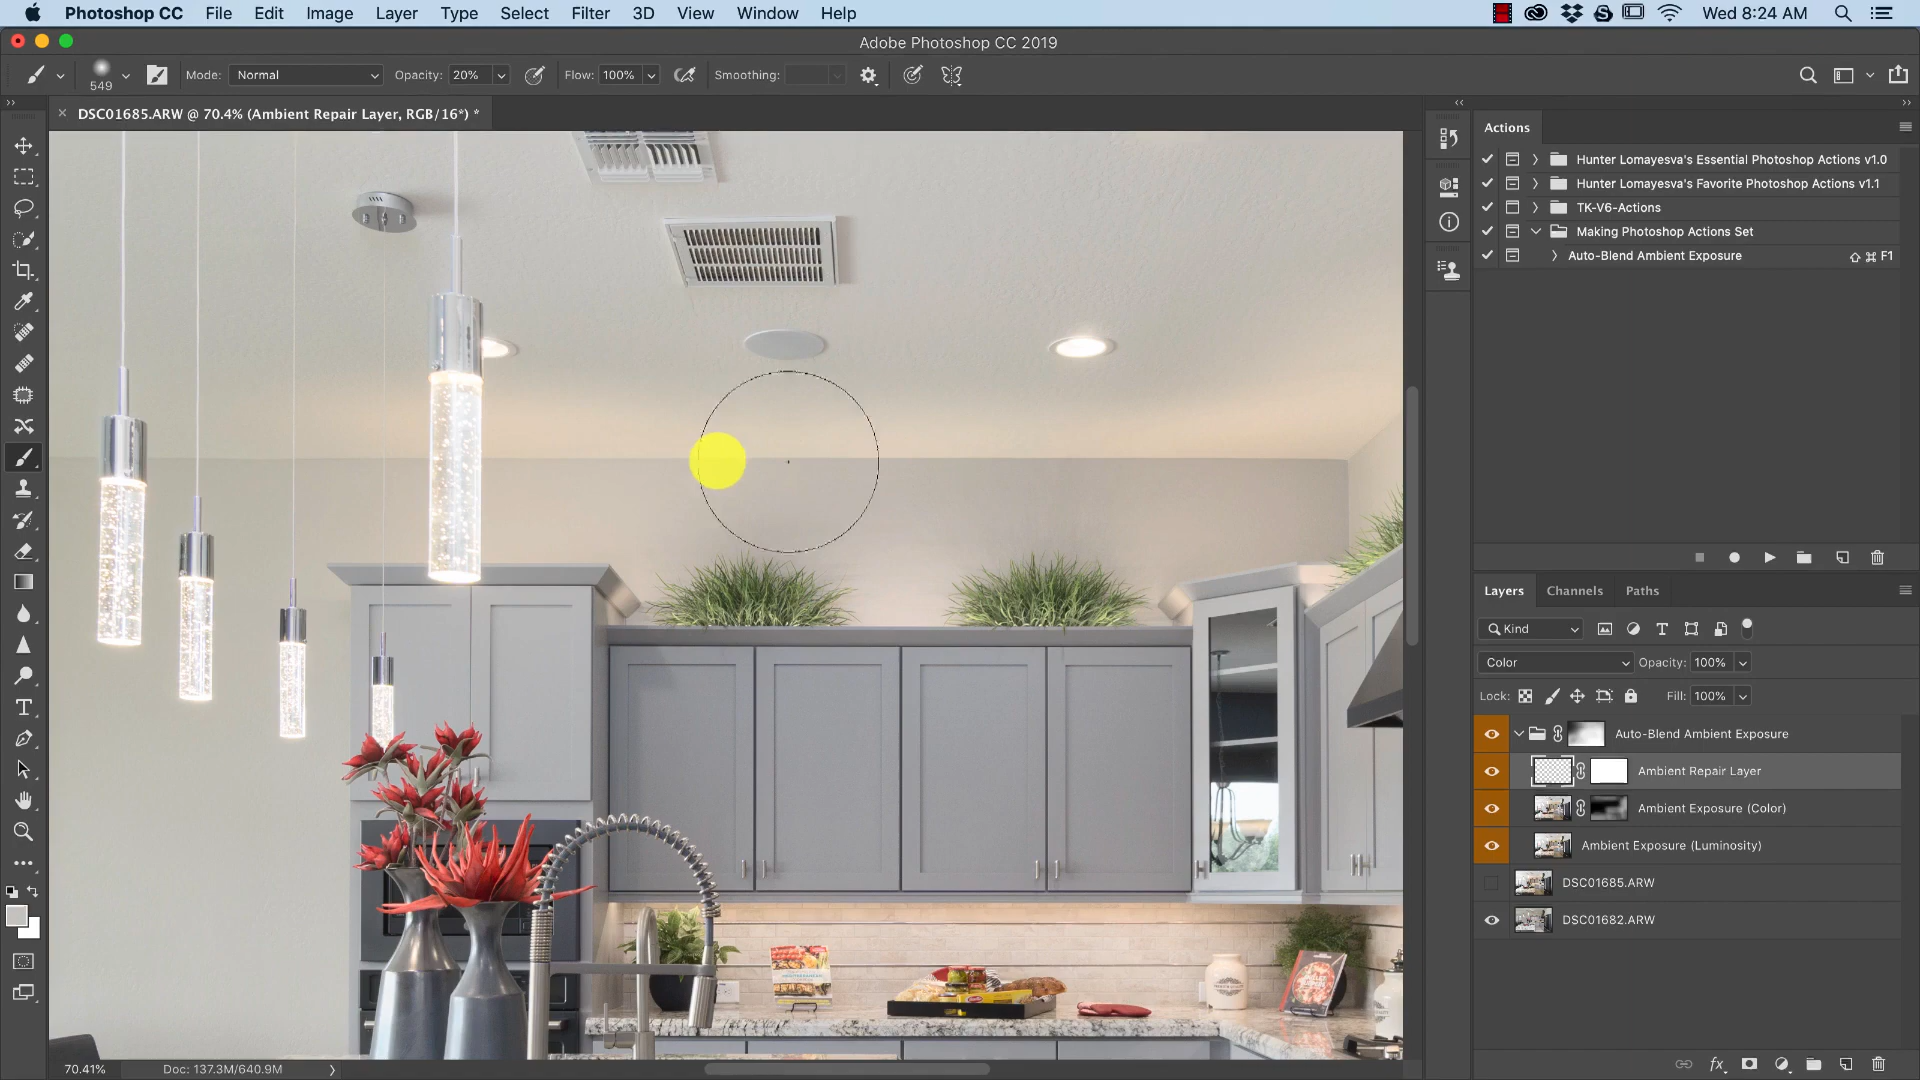 Photoshop CC File Edit Image Layer Type Select Filter 3D View Window Help Wed 8:24 AM
Adobe Photoshop CC 2019
549 Mode: Normal Opacity: 20% Flow: 100% Smoothing:
DSC01685.ARW @ 70.4% (Ambient Repair Layer, RGB/16*) *
Actions
Hunter Lomayesva's Essential Photoshop Actions v1.0
Hunter Lomayesva's Favorite Photoshop Actions v1.1
TK-V6-Actions
Making Photoshop Actions Set
Auto-Blend Ambient Exposure F1
Layers Channels Paths
Kind
Color Opacity: 100%
Lock: Fill: 100%
Auto-Blend Ambient Exposure
Ambient Repair Layer
Ambient Exposure (Color)
Ambient Exposure (Luminosity)
DSC01685.ARW
DSC01682.ARW
70.41% Doc: 137.3M/640.9M